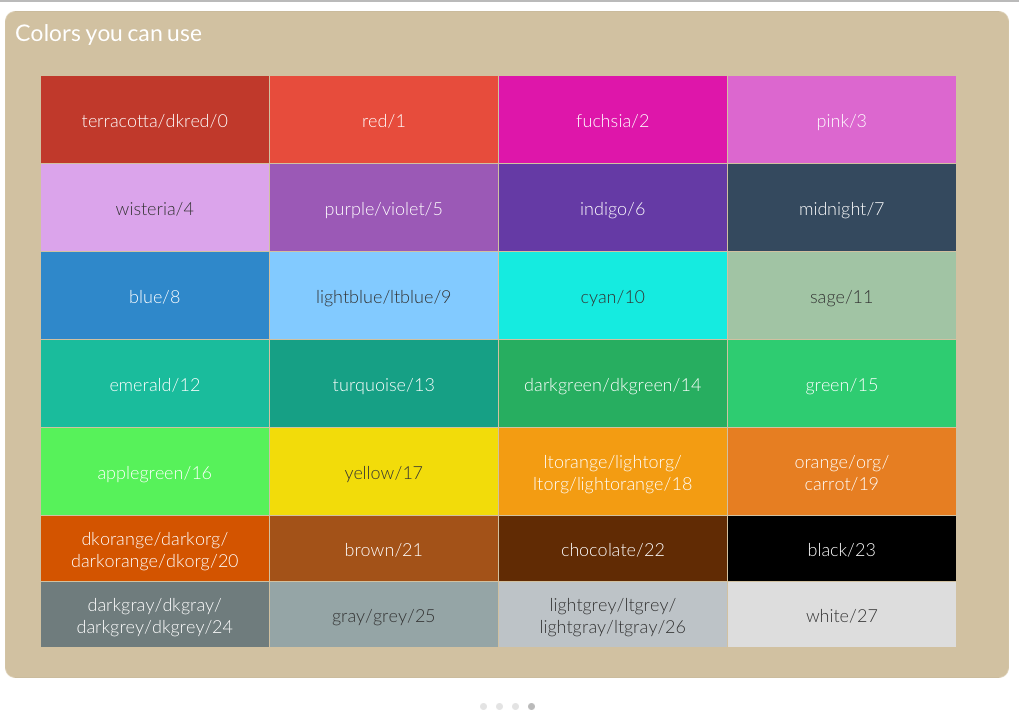 Colors you can use
terracotta/dkred/0
red/1
fuchsia/2
pink/3
wisteria/4
purple/violet/5
indigo/6
midnight/7
blue/8
lightblue/ltblue/9
cyan/10
sage/11
emerald/12
turquoise/13
darkgreen/dkgreen/14
green/15
applegreen/16
yellow/17
ltorange/lightorg/
ltorg/lightorange/18
orange/org/
carrot/19
dkorange/darkorg/
darkorange/dkorg/20
brown/21
chocolate/22
black/23
darkgray/dkgray/
darkgrey/dkgrey/24
gray/grey/25
lightgrey/ltgrey/
lightgray/ltgray/26
white/27